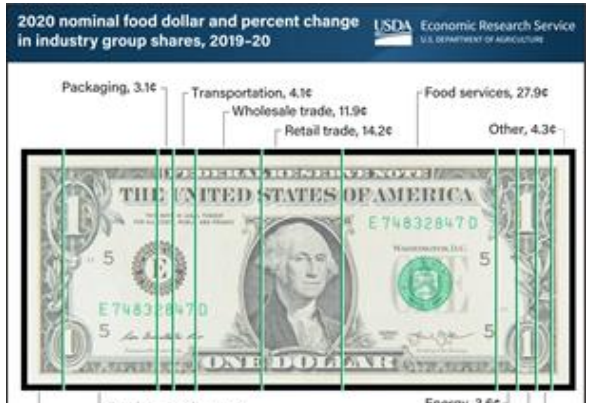 2020 nominal food dollar and percent change
in industry group shares, 2019–20
USDA Economic Research Service
U.S. DEPARTMENT OF AGRICULTURE
Packaging, 3.1¢
Transportation, 4.1¢
Food services, 27.9¢
Wholesale trade, 11.9¢
Retail trade, 14.2¢
Other, 4.3¢
FEDERAL RESERVE NOTE
THE UNITED STATES OF AMERICA
E 74832847 D
WASHINGTON, D.C.
1
1
5
5
E
E 74832847 D
5
5
1
1
ONE DOLLAR
Energy, 3.6¢